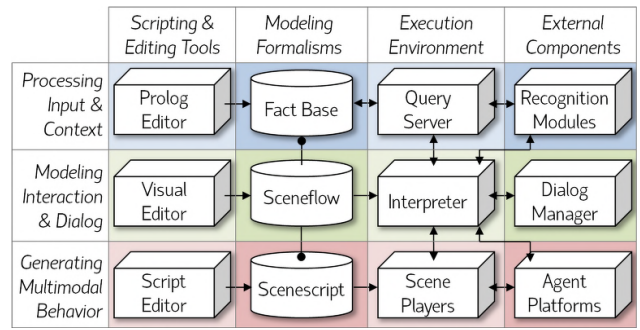 Scripting &
Editing Tools
Modeling
Formalisms
Execution
Environment
External
Components
Processing
Input &
Context
Prolog
Editor
Fact Base
Query
Server
Recognition
Modules
Modeling
Interaction
& Dialog
Visual
Editor
Sceneflow
Interpreter
Dialog
Manager
Generating
Multimodal
Behavior
Script
Editor
Scenescript
Scene
Players
Agent
Platforms